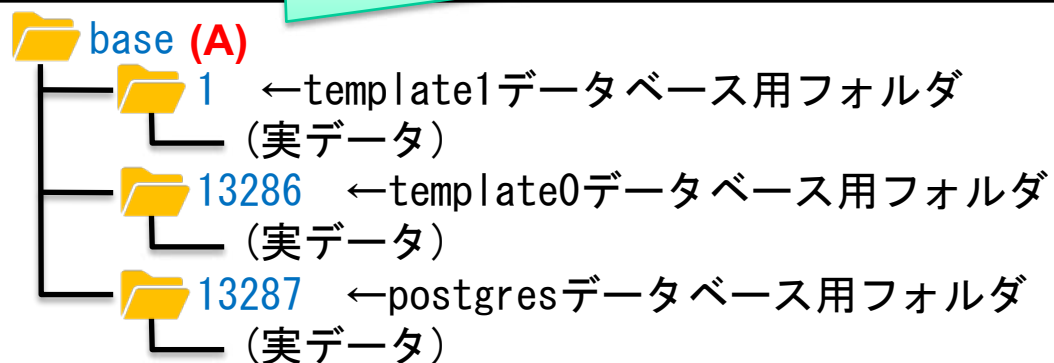 base (A)
1 ←template1データベース用フォルダ
(実データ)
13286 ←template0データベース用フォルダ
(実データ)
13287 ←postgresデータベース用フォルダ
(実データ)